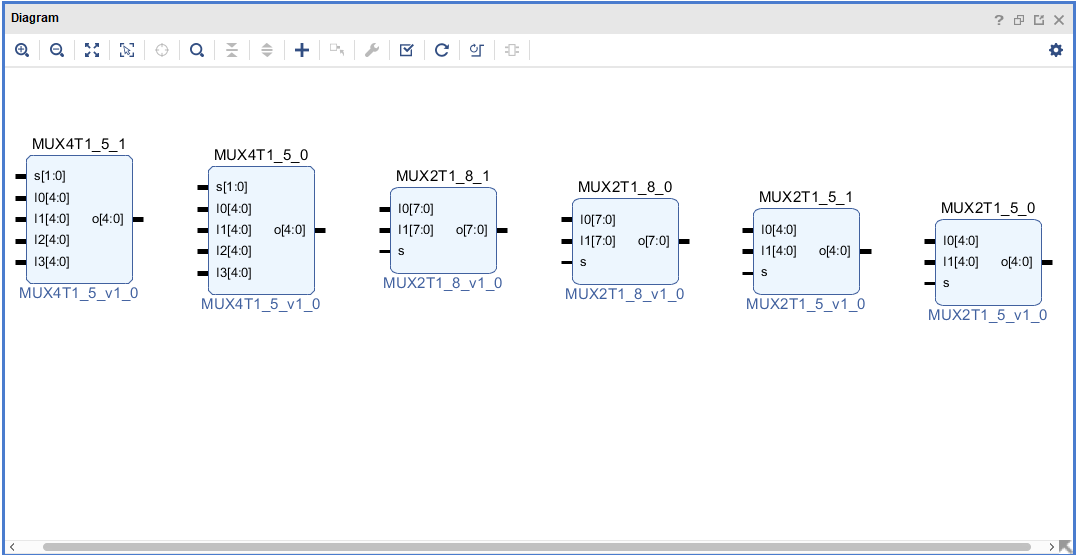 Diagram
MUX4T1_5_1
s[1:0]
I0[4:0]
I1[4:0] o[4:0]
I2[4:0]
I3[4:0]
MUX4T1_5_v1_0
MUX4T1_5_0
s[1:0]
I0[4:0]
I1[4:0] o[4:0]
I2[4:0]
I3[4:0]
MUX4T1_5_v1_0
MUX2T1_8_1
I0[7:0]
I1[7:0] o[7:0]
s
MUX2T1_8_v1_0
MUX2T1_8_0
I0[7:0]
I1[7:0] o[7:0]
s
MUX2T1_8_v1_0
MUX2T1_5_1
I0[4:0]
I1[4:0] o[4:0]
s
MUX2T1_5_v1_0
MUX2T1_5_0
I0[4:0]
I1[4:0] o[4:0]
s
MUX2T1_5_v1_0